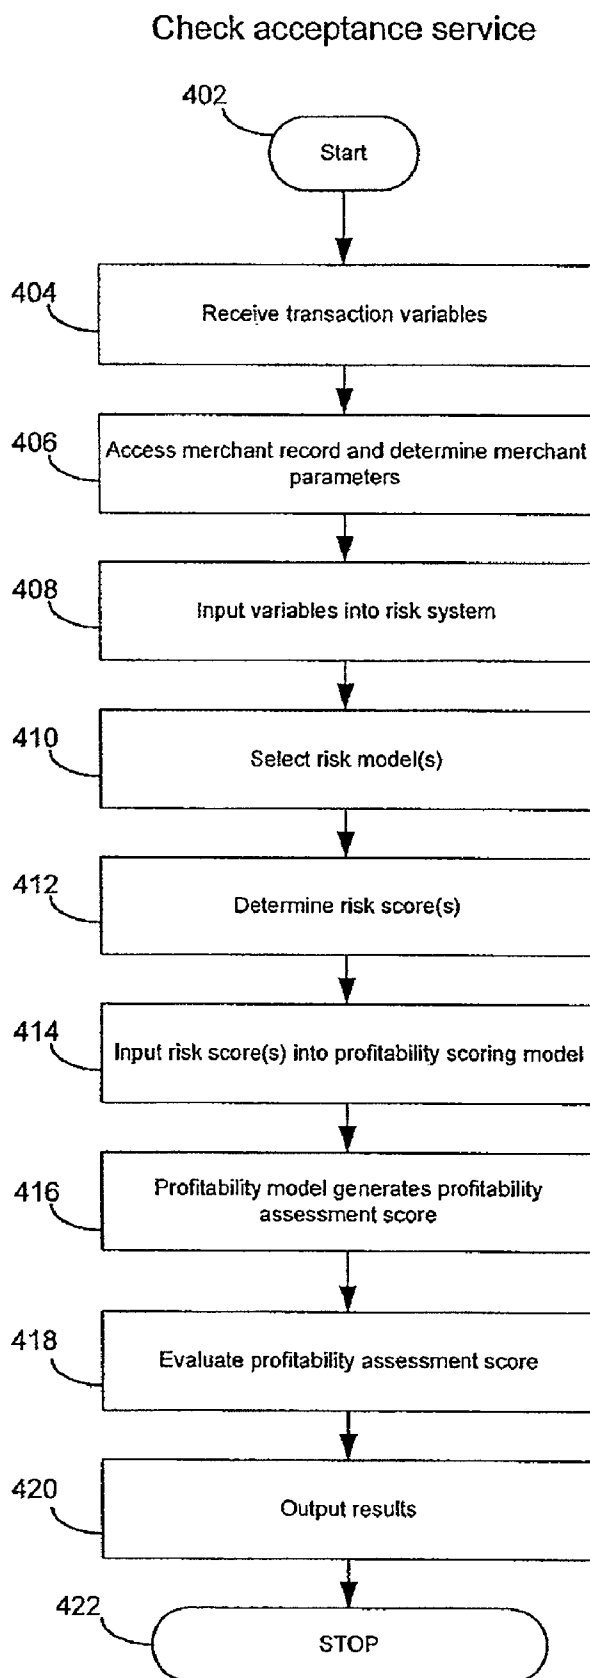 Check acceptance service
402
Start
404
Receive transaction variables
406
Access merchant record and determine merchant
parameters
408
Input variables into risk system
410
Select risk model(s)
412
Determine risk score(s)
414
Input risk score(s) into profitability scoring model
416
Profitability model generates profitability
assessment score
418
Evaluate profitability assessment score
420
Output results
422
STOP